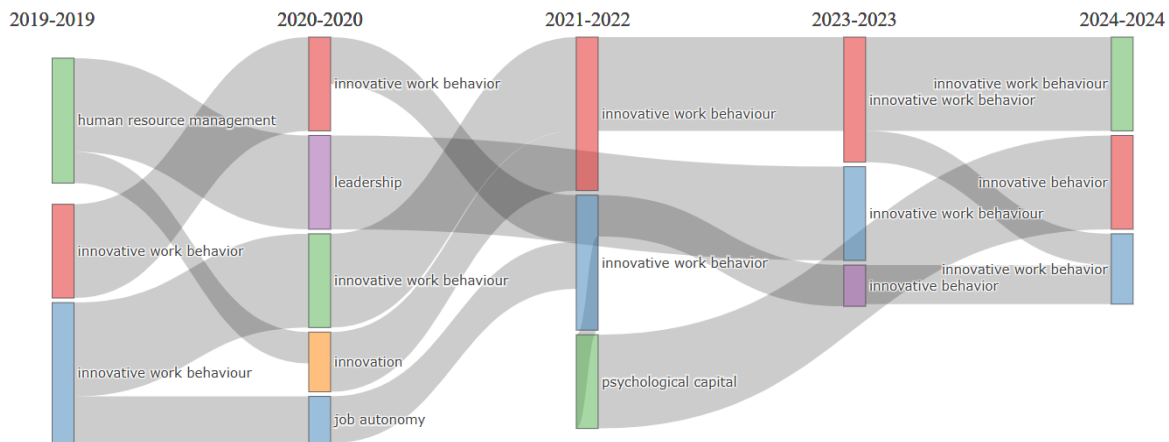 2019-2019
2020-2020
2021-2022
2023-2023
2024-2024
human resource management
innovative work behavior
innovative work behaviour
innovative work behavior
leadership
innovative work behaviour
innovation
job autonomy
innovative work behaviour
innovative work behavior
psychological capital
innovative work behavior
innovative work behaviour
innovative behavior
innovative work behaviour
innovative behavior
innovative work behavior